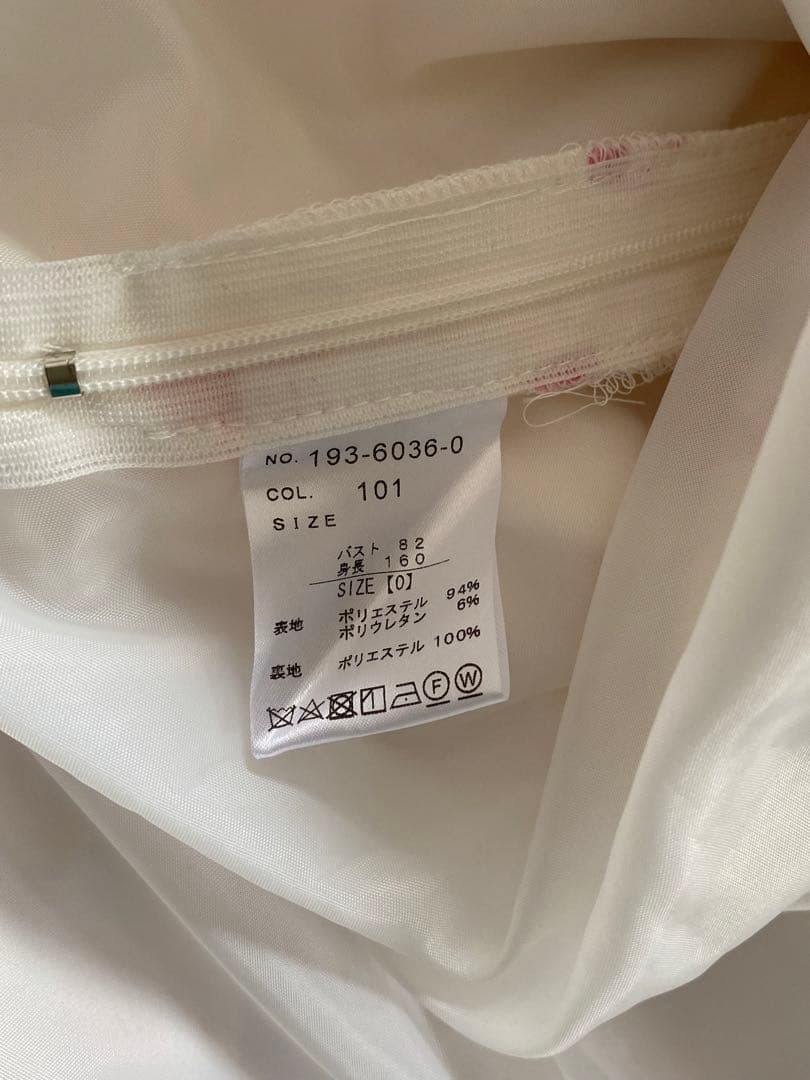 NO. 193-6036-0
COL. 101
SIZE
バスト 82
身長 160
SIZE【0】
表地 ポリエステル 94%
ポリウレタン 6%
裏地 ポリエステル 100%
F W